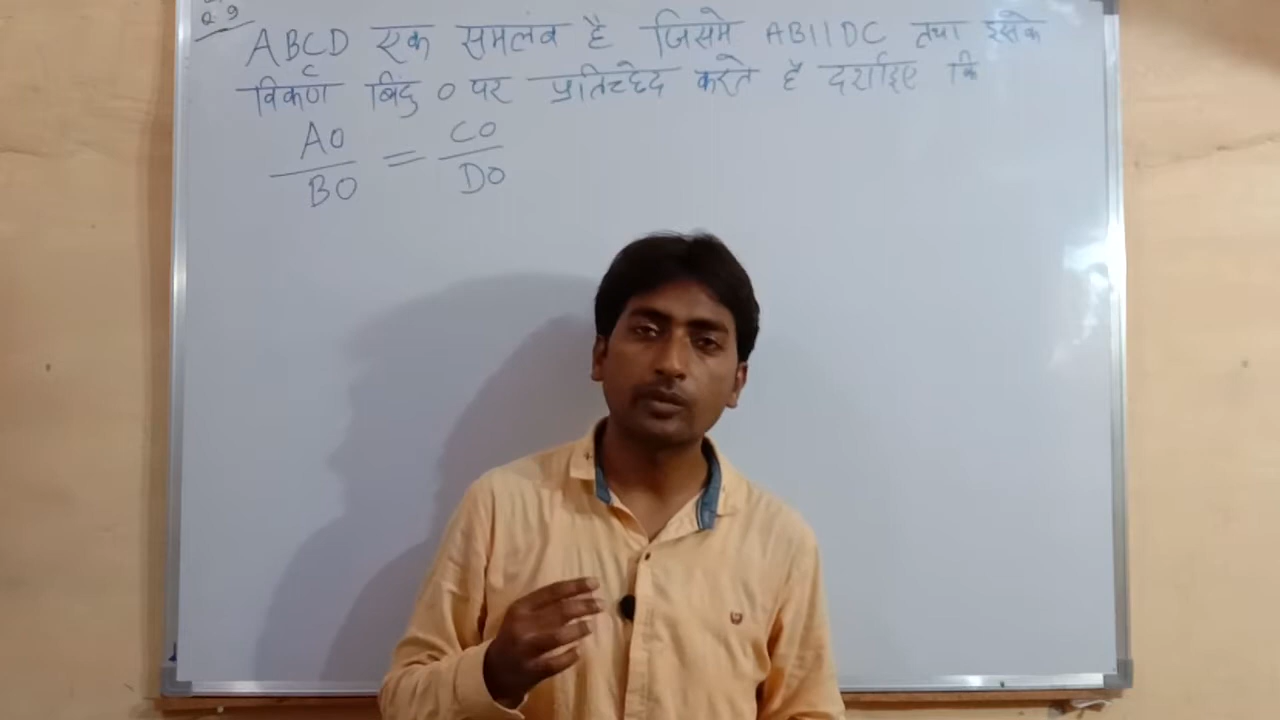 Q 9
ABCD एक समलंब है जिसमे AB||DC तथा इसके
विकर्ण बिंदु O पर प्रतिच्छेद करते है दर्शाइए कि
AO/BO = CO/DO